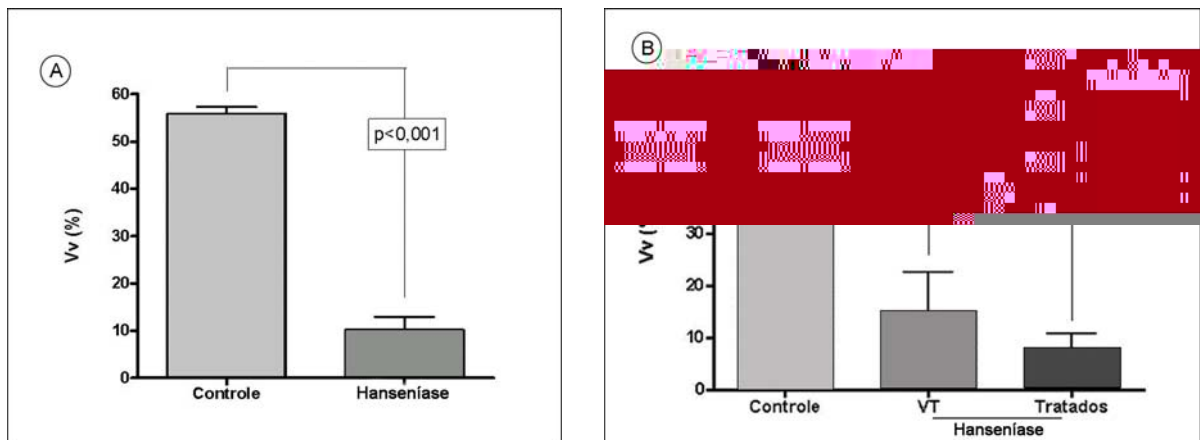 A
60
50
40
30
20
10
0
Vv (%)
p<0,001
Controle
Hanseníase
B
30
20
10
0
Vv
Controle
VT
Tratados
Hanseníase